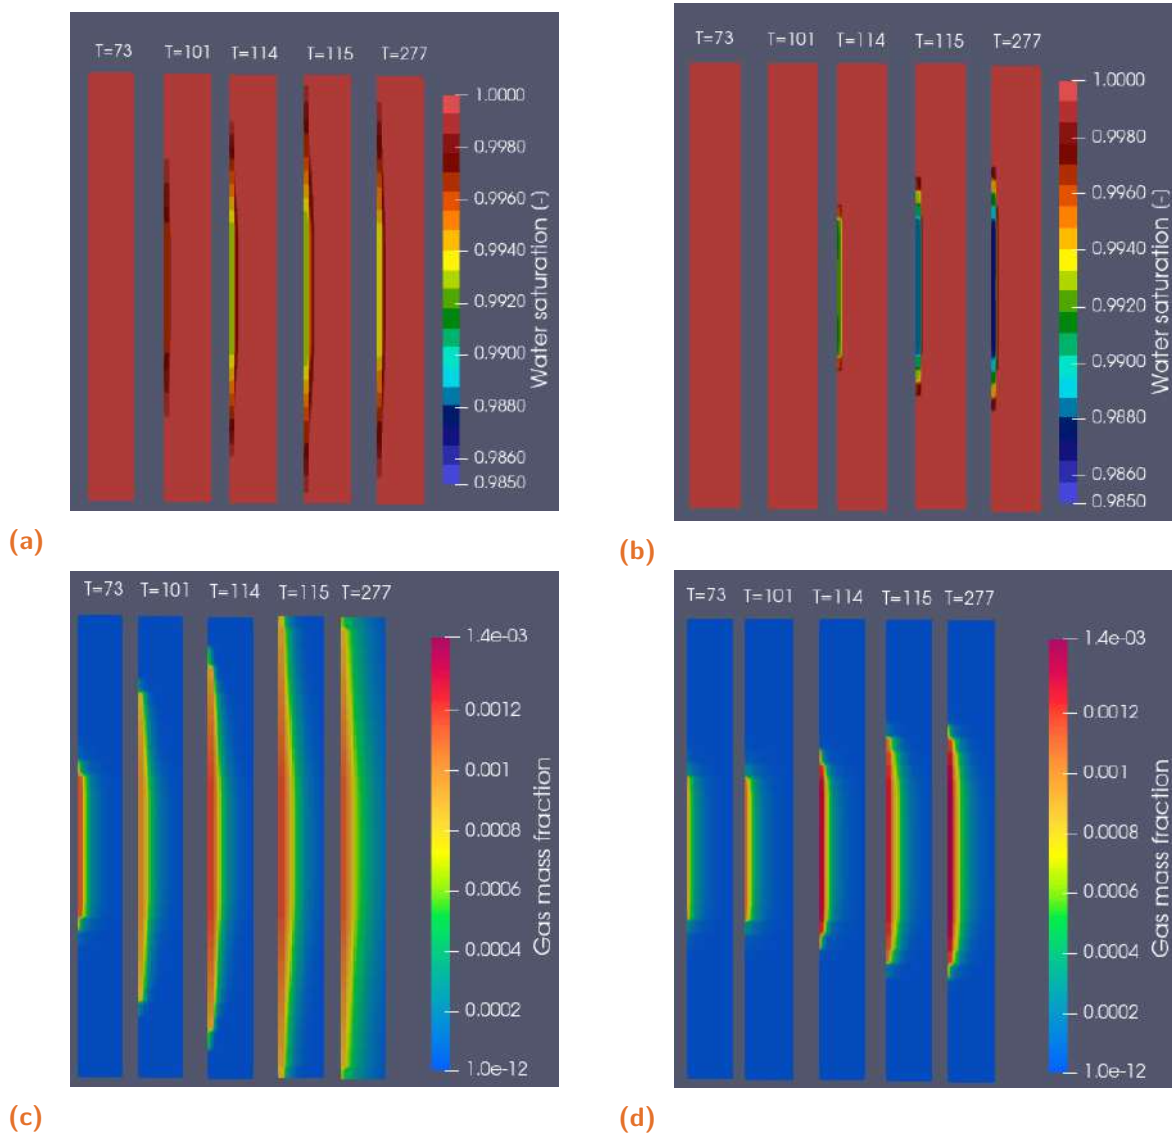 T=73 T=101 T=114 T=115 T=277
1.0000
0.9980
0.9960
0.9940
0.9920
0.9900
0.9880
0.9860
0.9850
Water saturation (-)
(a)
T=73 T=101 T=114 T=115 T=277
1.0000
0.9980
0.9960
0.9940
0.9920
0.9900
0.9880
0.9860
0.9850
Water saturation (-)
(b)
T=73 T=101 T=114 T=115 T=277
1.4e-03
0.0012
0.001
0.0008
0.0006
0.0004
0.0002
1.0e-12
Gas mass fraction
(c)
T=73 T=101 T=114 T=115 T=277
1.4e-03
0.0012
0.001
0.0008
0.0006
0.0004
0.0002
1.0e-12
Gas mass fraction
(d)